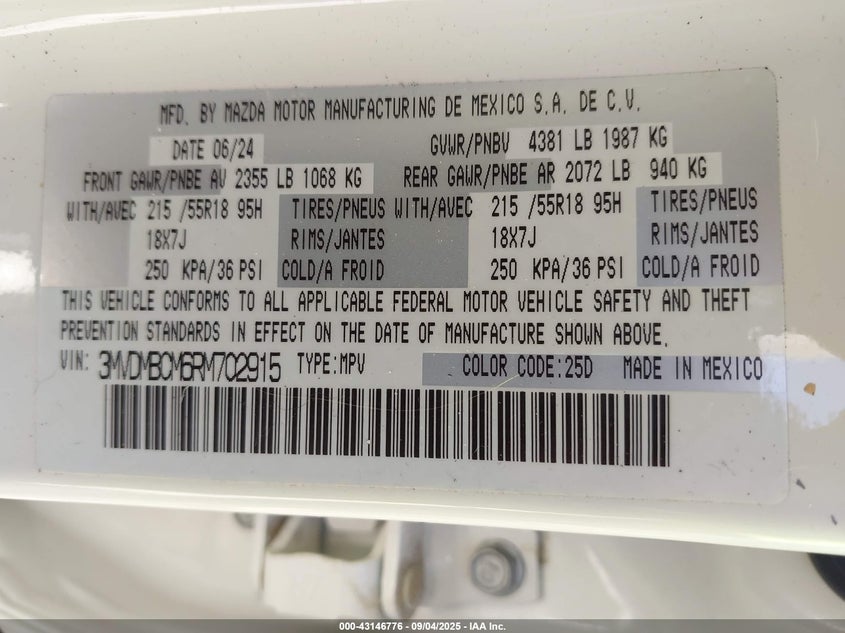 MFD. BY MAZDA MOTOR MANUFACTURING DE MEXICO S.A. DE C.V.
DATE 06/24 GVWR/PNBV 4381 LB 1987 KG
FRONT GAWR/PNBE AV 2355 LB 1068 KG REAR GAWR/PNBE AR 2072 LB 940 KG
WITH/AVEC 215 /55R18 95H TIRES/PNEUS WITH/AVEC 215 /55R18 95H TIRES/PNEUS
18X7J RIMS/JANTES 18X7J RIMS/JANTES
250 KPA/36 PSI COLD/A FROID 250 KPA/36 PSI COLD/A FROID
THIS VEHICLE CONFORMS TO ALL APPLICABLE FEDERAL MOTOR VEHICLE SAFETY AND THEFT
PREVENTION STANDARDS IN EFFECT ON THE DATE OF MANUFACTURE SHOWN ABOVE.
VIN: 3MVDMBCM6RM702915 TYPE:MPV COLOR CODE:25D MADE IN MEXICO
000-43146776 - 09/04/2025 - IAA Inc.